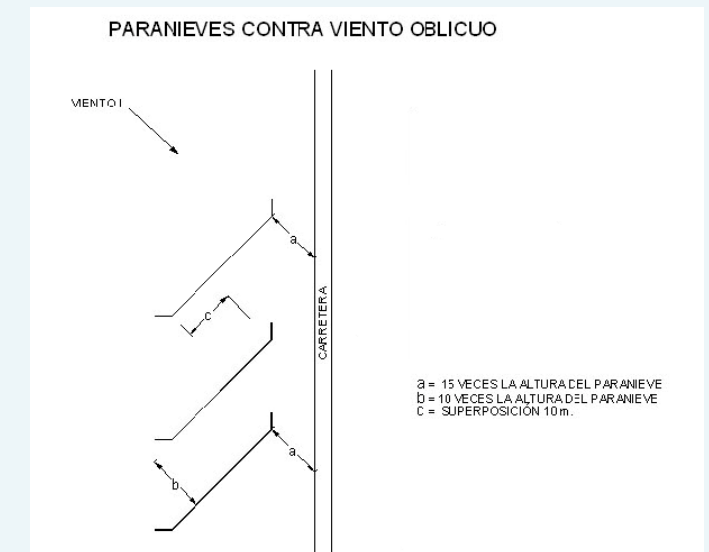 PARANIEVES CONTRA VIENTO OBLICUO
VIENTO I
a
c
CARRETERA
a = 15 VECES LA ALTURA DEL PARANIEVE
b = 10 VECES LA ALTURA DEL PARANIEVE
C = SUPERPOSICIÓN 10 m.
a
b